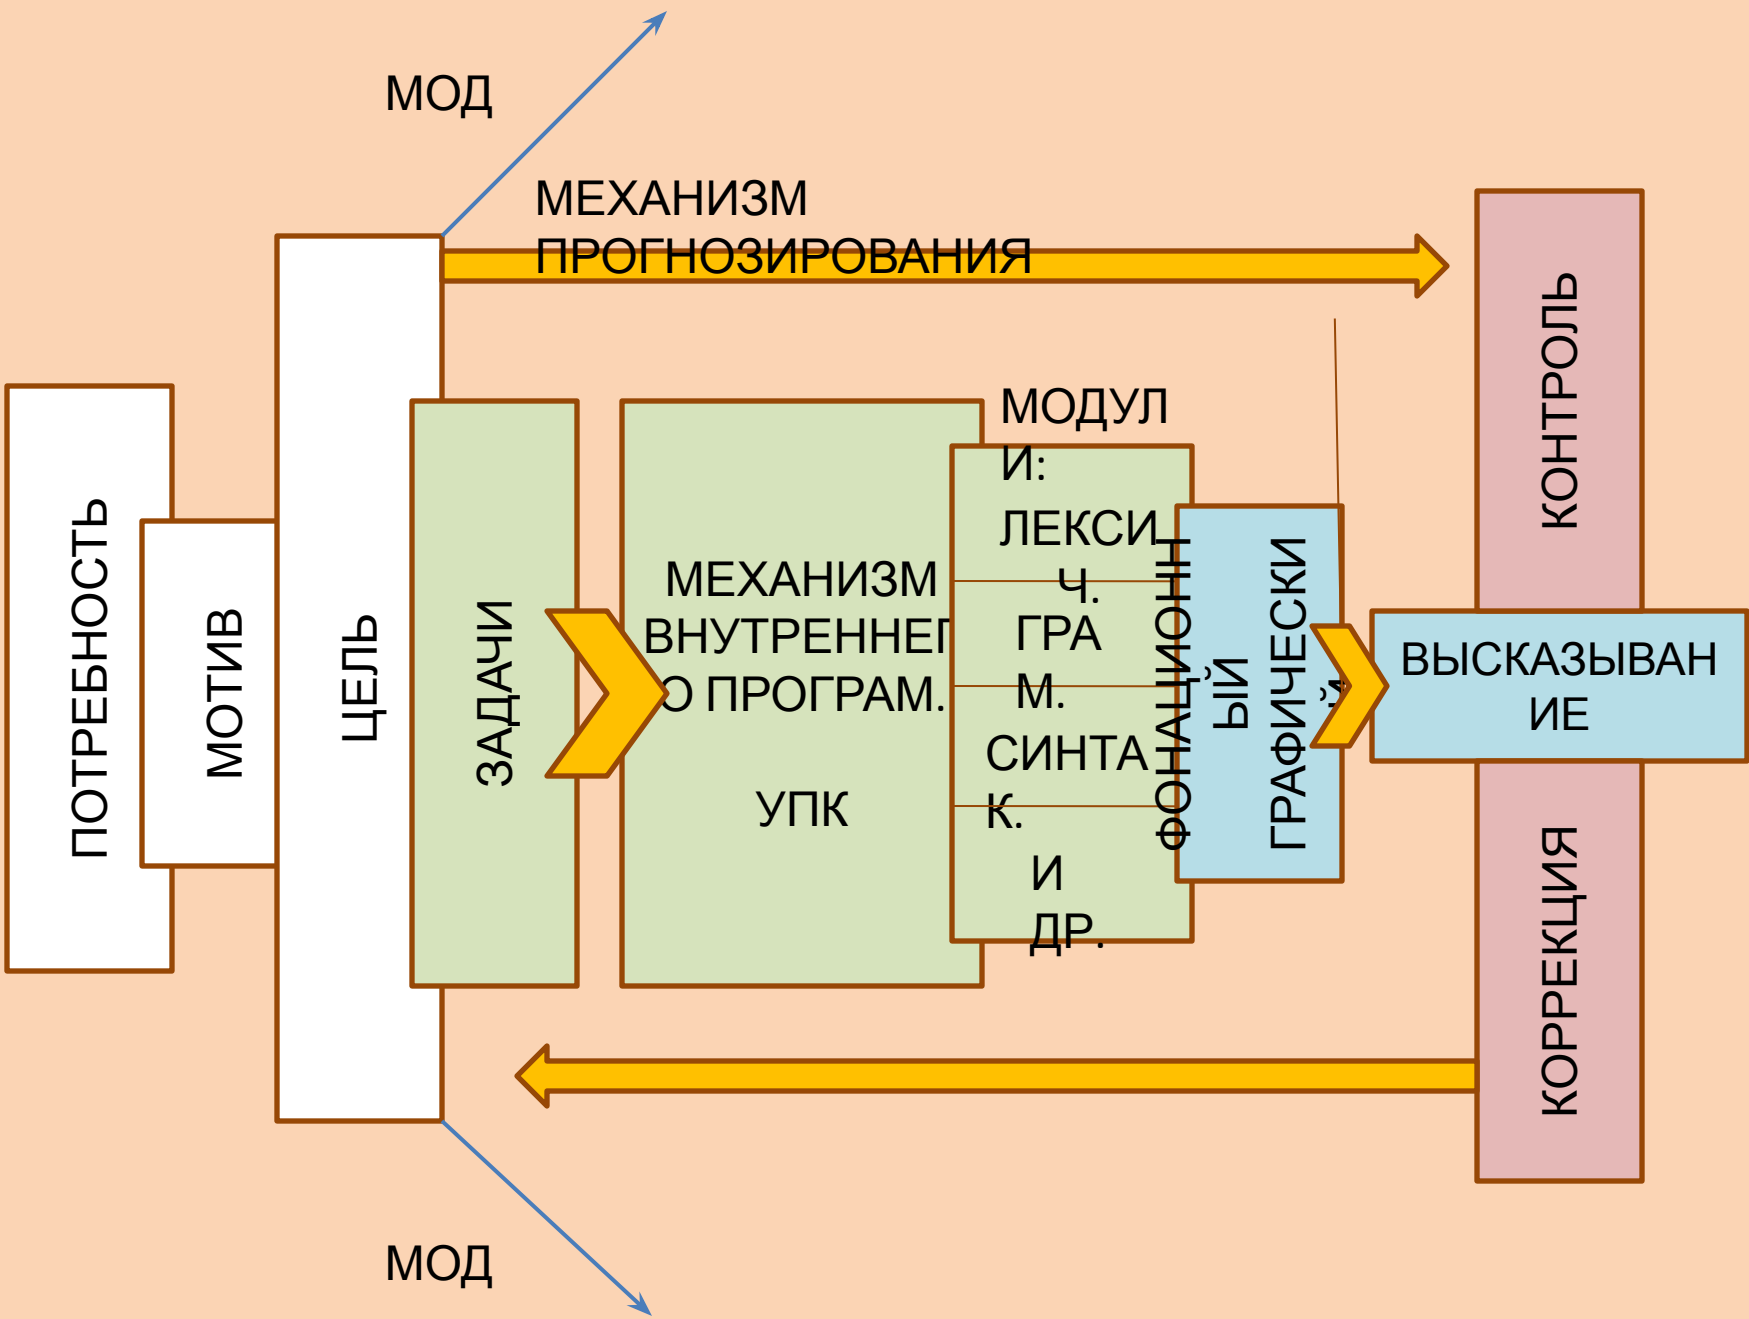 МОД
МЕХАНИЗМ
ПРОГНОЗИРОВАНИЯ
ПОТРЕБНОСТЬ
МОТИВ
ЦЕЛЬ
ЗАДАЧИ
МЕХАНИЗМ
ВНУТРЕННЕГ
О ПРОГРАМ.
УПК
МОДУЛ
И:
ЛЕКСИ
Ч.
ГРА
М.
СИНТА
К.
И
ДР.
ФОНАЦИОНН
ЫЙ
ГРАФИЧЕСКИ
Й
ВЫСКАЗЫВАН
ИЕ
КОНТРОЛЬ
КОРРЕКЦИЯ
МОД